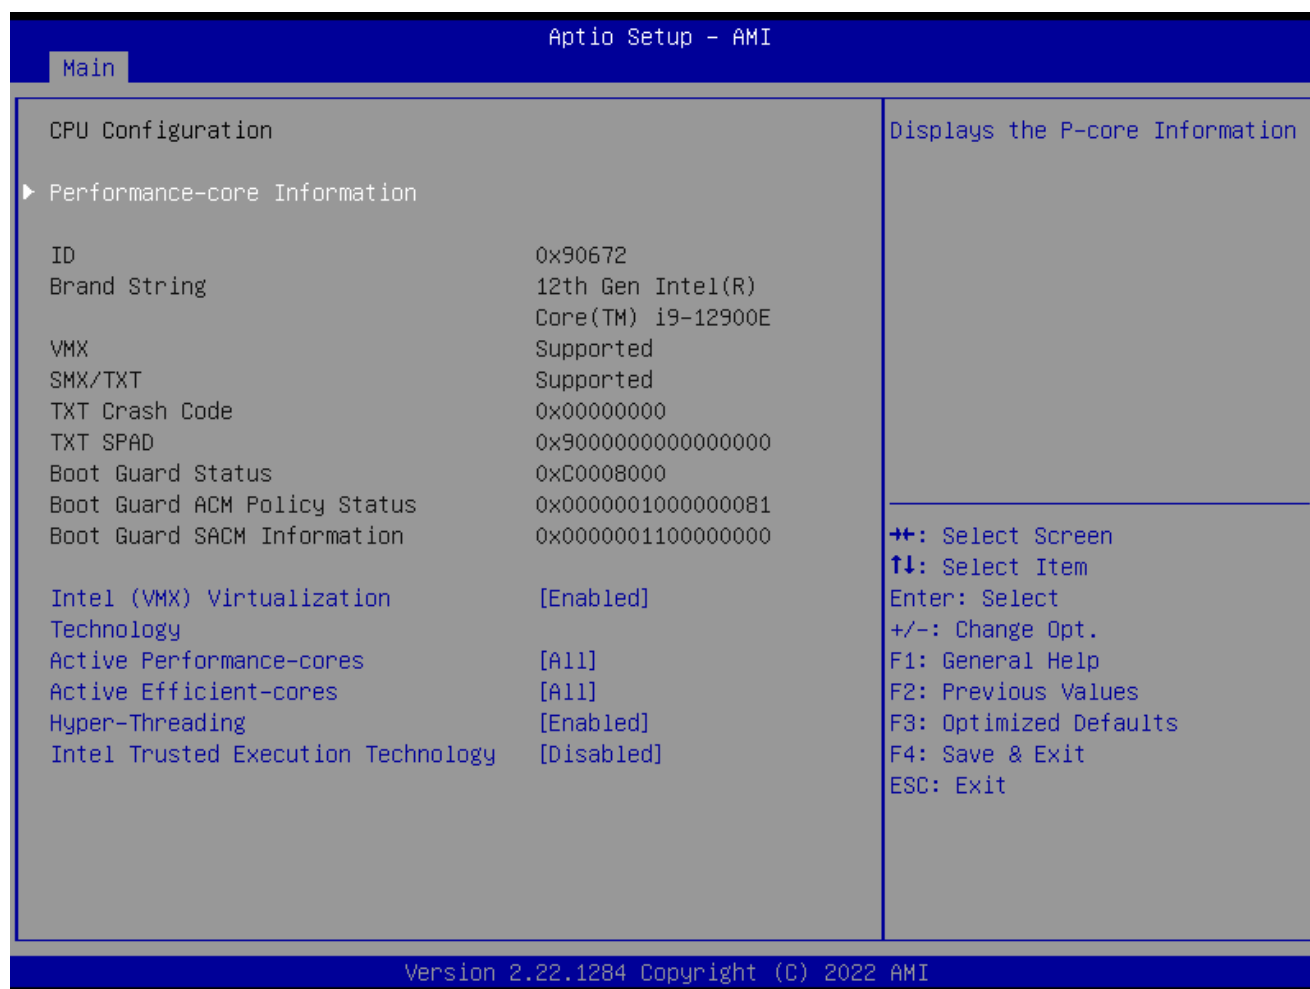 Aptio Setup – AMI
Main
CPU Configuration
Displays the P-core Information
Performance-core Information
ID 0x90672
Brand String 12th Gen Intel(R)
Core(TM) i9-12900E
VMX Supported
SMX/TXT Supported
TXT Crash Code 0x00000000
TXT SPAD 0x9000000000000000
Boot Guard Status 0xC0008000
Boot Guard ACM Policy Status 0x0000001000000081
Boot Guard SACM Information 0x0000001100000000
Intel (VMX) Virtualization [Enabled]
Technology
Active Performance-cores [All]
Active Efficient-cores [All]
Hyper-Threading [Enabled]
Intel Trusted Execution Technology [Disabled]
→←: Select Screen
↑↓: Select Item
Enter: Select
+/-: Change Opt.
F1: General Help
F2: Previous Values
F3: Optimized Defaults
F4: Save & Exit
ESC: Exit
Version 2.22.1284 Copyright (C) 2022 AMI